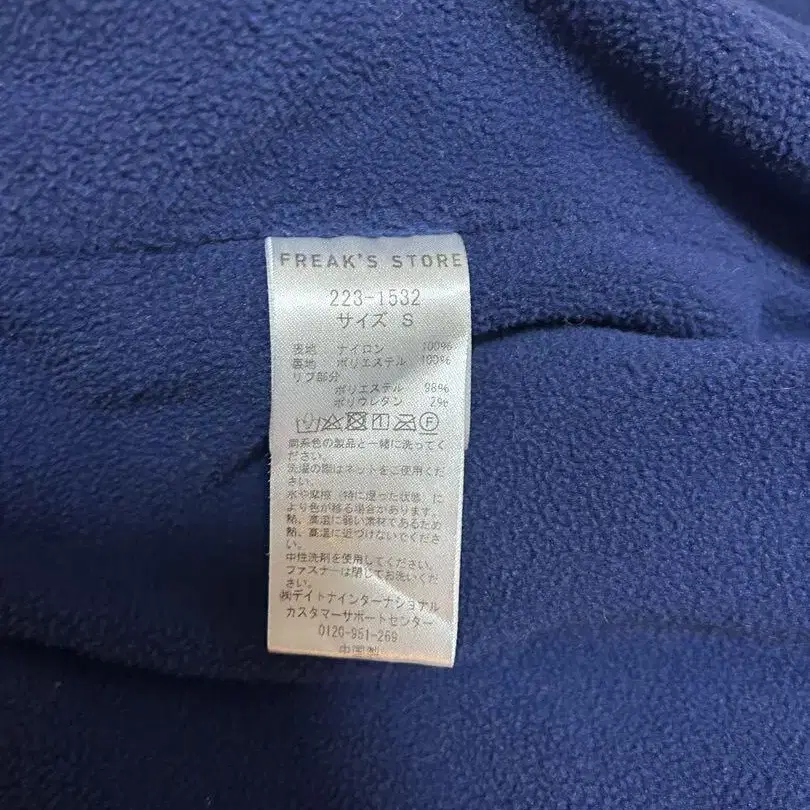 FREAK'S STORE
223-1532
サイズ S
表地 ナイロン 100%
裏地 ポリエステル 100%
リブ部分
ポリエステル 98%
ポリウレタン 2%
同系色の製品と一緒に洗ってく
ださい。
洗濯の際はネットをご使用くだ
さい。
水や摩擦（特に湿った状態）に
より色が移る場合があります。
熱、高温に弱い素材であるため
熱、高温に近づけないでくださ
い。
中性洗剤を使用してください。
ファスナーは閉じてお洗いくだ
さい。
㈱デイトナインターナショナル
カスタマーサポートセンター
0120-951-269
中国製